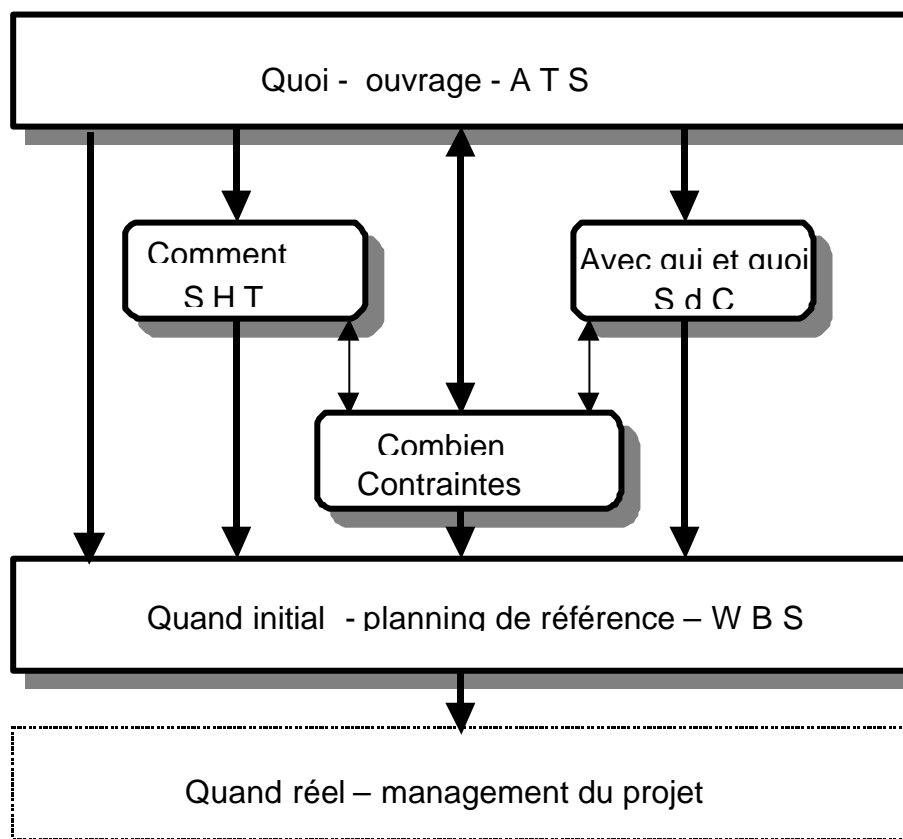 Quoi - ouvrage - A T S
Comment
S H T
Avec qui et quoi
S d C
Combien
Contraintes
Quand initial - planning de référence – W B S
Quand réel – management du projet